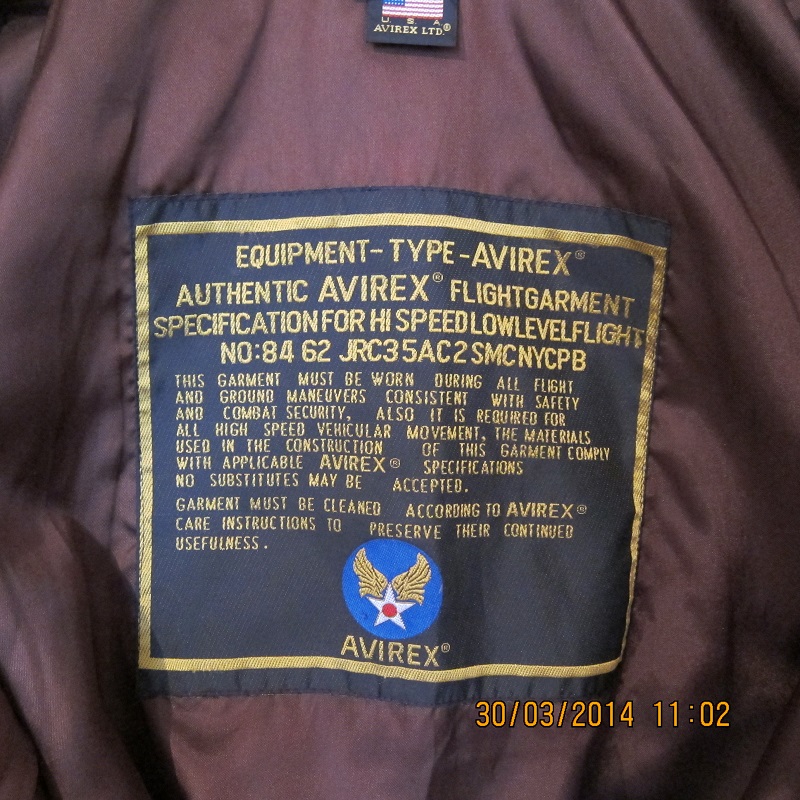 U S A
AVIREX LTD.®
EQUIPMENT-TYPE-AVIREX®
AUTHENTIC AVIREX® FLIGHTGARMENT
SPECIFICATION FOR HI SPEED LOWLEVELFLIGHT
NO:84 62 JRC35AC2SMCNYCPB
THIS GARMENT MUST BE WORN DURING ALL FLIGHT
AND GROUND MANEUVERS CONSISTENT WITH SAFETY
AND COMBAT SECURITY, ALSO IT IS REQUIRED FOR
ALL HIGH SPEED VEHICULAR MOVEMENT, THE MATERIALS
USED IN THE CONSTRUCTION OF THIS GARMENT COMPLY
WITH APPLICABLE AVIREX® SPECIFICATIONS
NO SUBSTITUTES MAY BE ACCEPTED.
GARMENT MUST BE CLEANED ACCORDING TO AVIREX®
CARE INSTRUCTIONS TO PRESERVE THEIR CONTINUED
USEFULNESS.
AVIREX®
30/03/2014 11:02